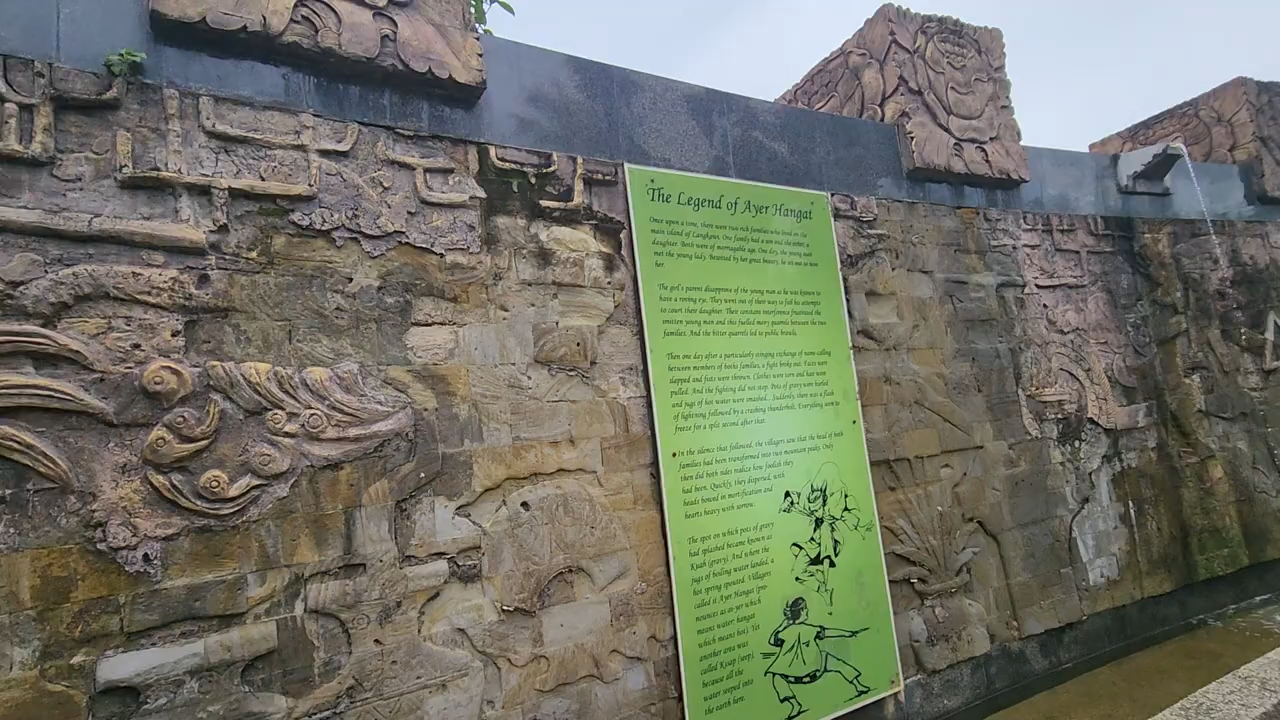 The Legend of Ayer Hangat
Once upon a time, there were two rich families who lived on the
main island of Langkawi. One family had a son and the other, a
daughter. Both were of marriagable age. One day, the young man
met the young lady. Bewitched by her great beauty, he set out to woo
her.
The girl's parent disapprove of the young man as he was known to
have a roving eye. They went out of their way to foil his attempts
to court their daughter. Their constant interference frustrated the
smitten young man and this fuelled many quarrels between the two
families. And the bitter quarrels led to public brawls.
Then one day after a particularly stinging exchange of name-calling
between members of boths families, a fight broke out. Faces were
slapped and fists were thrown. Clothes were torn and hair were
pulled. And the fighting did not stop. Pots of gravy were hurled
and jugs of hot water were smashed... Suddenly, there was a flash
of lightning followed by a crashing thunderbolt. Everything seem to
freeze for a split second after that.
In the silence that followed, the villagers saw that the head of both
families had been transformed into two mountain peaks. Only
then did both sides realize how foolish they
had been. Quickly, they dispersed, with
heads bowed in mortification and
hearts heavy with sorrow.
The spot on which pots of gravy
had splashed became known as
Kuah (gravy). And where the
jugs of boiling water landed, a
hot spring spouted. Villagers
called it Ayer Hangat (pro-
nounces as ai-yer which
means water; hangat
which means hot). Yet
another area was
called Kisap (seep),
because all the
water seeped into
the earth here.